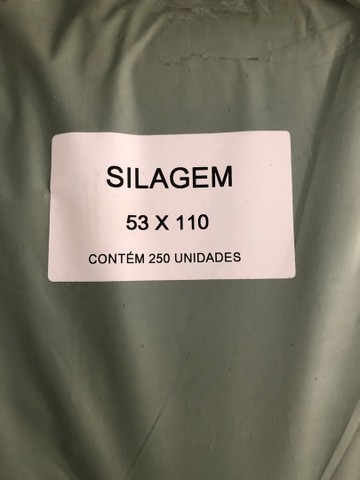 SILAGEM
53 X 110
CONTÉM 250 UNIDADES